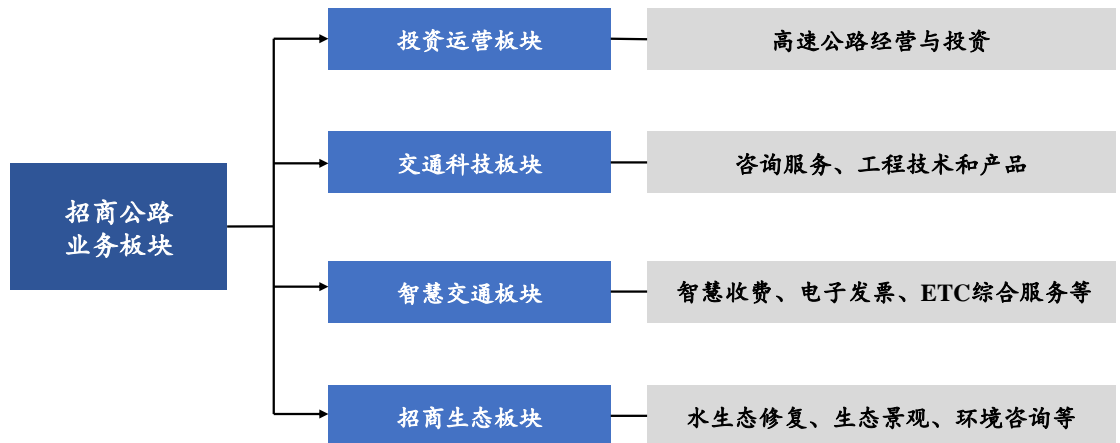 招商公路
业务板块
投资运营板块
高速公路经营与投资
交通科技板块
咨询服务、工程技术和产品
智慧交通板块
智慧收费、电子发票、ETC综合服务等
招商生态板块
水生态修复、生态景观、环境咨询等